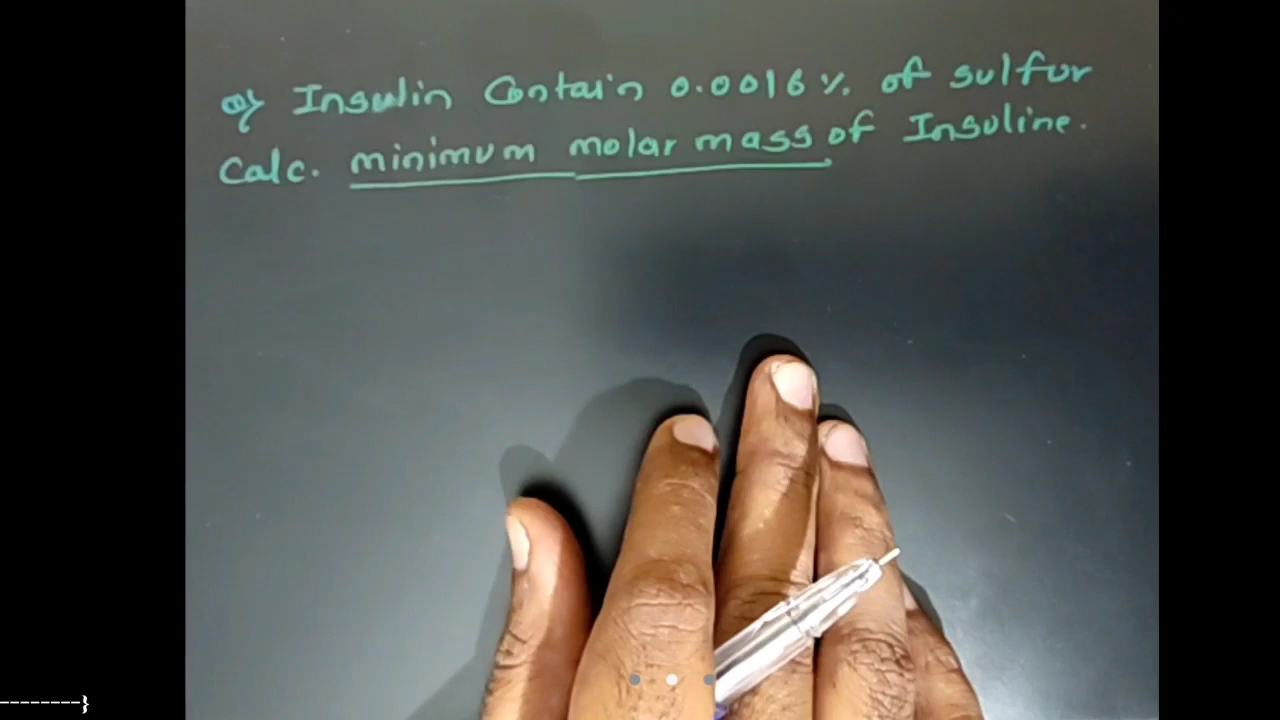 Q) Insulin Contain 0.0016 % of sulfur
Calc. minimum molar mass of Insuline.
--------}